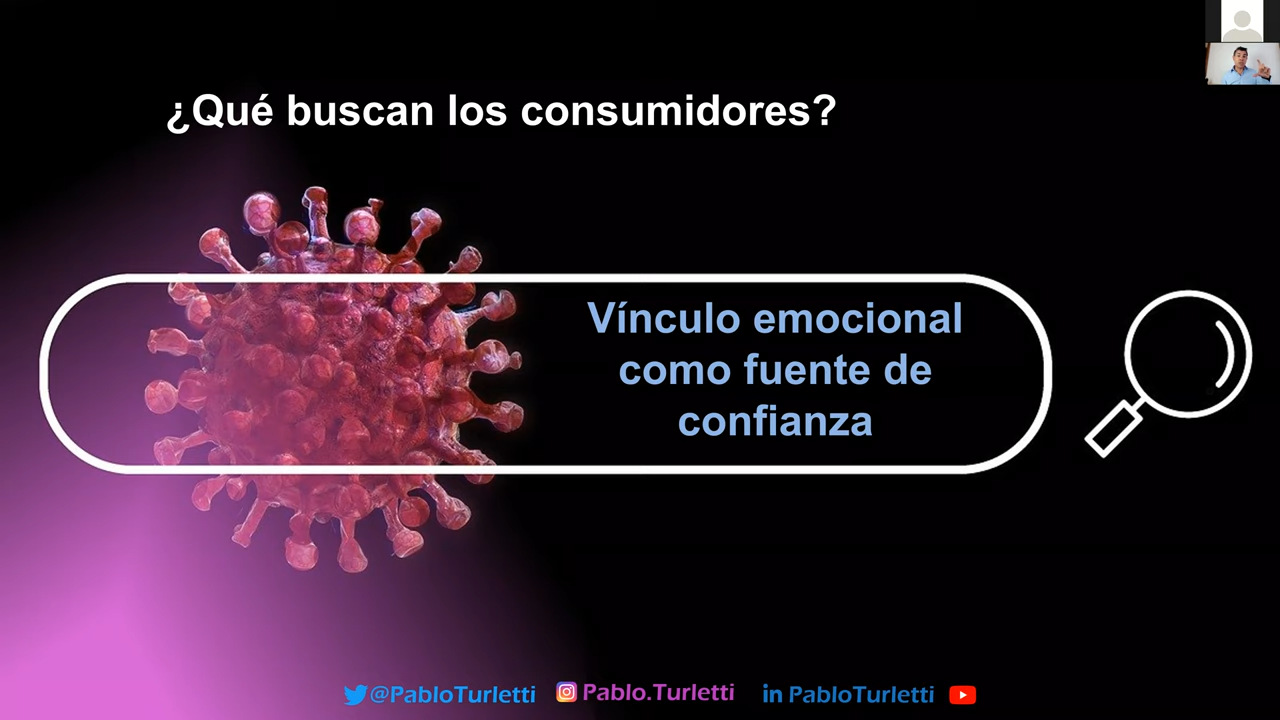 ¿Qué buscan los consumidores?
Vínculo emocional
como fuente de
confianza
@PabloTurletti Pablo.Turletti in PabloTurletti